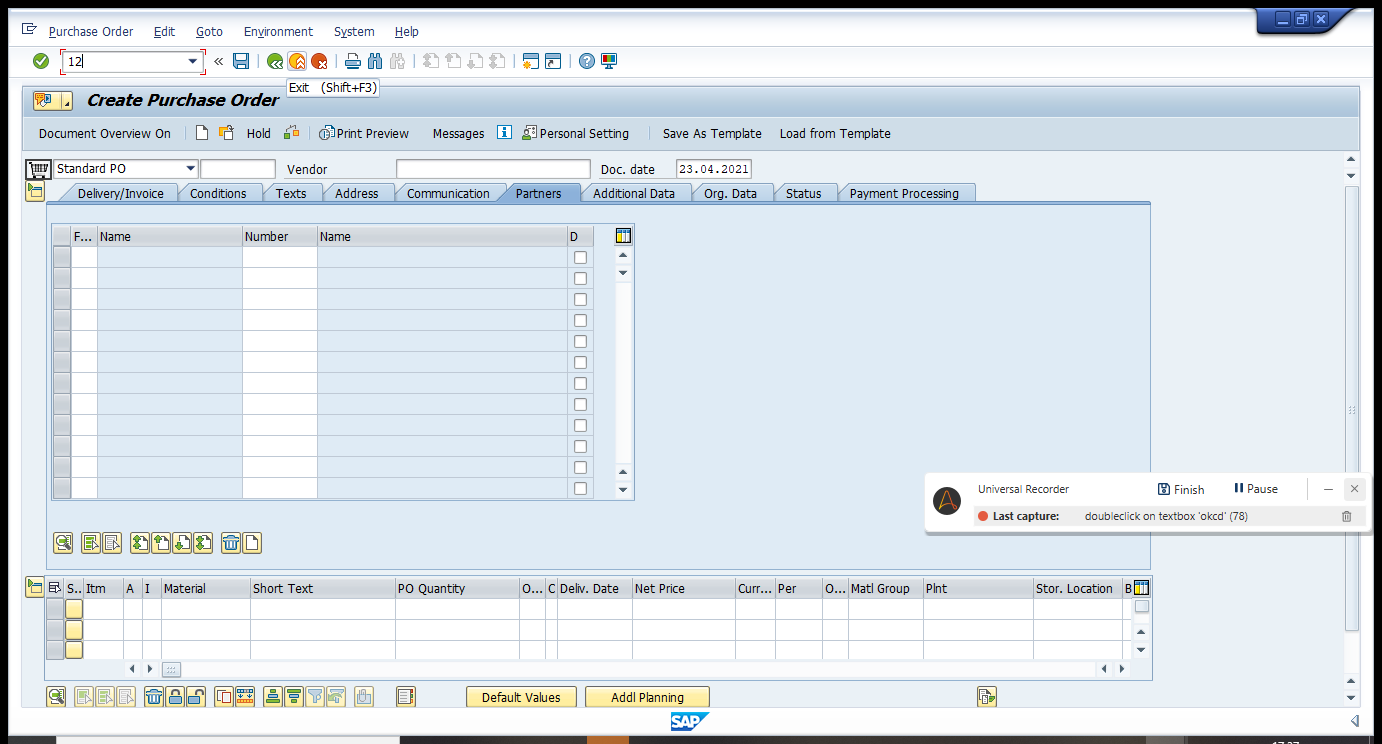 Purchase Order Edit Goto Environment System Help
12
Exit (Shift+F3)
Create Purchase Order
Document Overview On Hold Print Preview Messages Personal Setting Save As Template Load from Template
Standard PO Vendor Doc. date 23.04.2021
Delivery/Invoice Conditions Texts Address Communication Partners Additional Data Org. Data Status Payment Processing
F... Name Number Name D
Universal Recorder Finish Pause
Last capture: doubleclick on textbox 'okcd' (78)
S.. Itm A I Material Short Text PO Quantity O... C Deliv. Date Net Price Curr... Per O... Matl Group Plnt Stor. Location B
Default Values Addl Planning
SAP